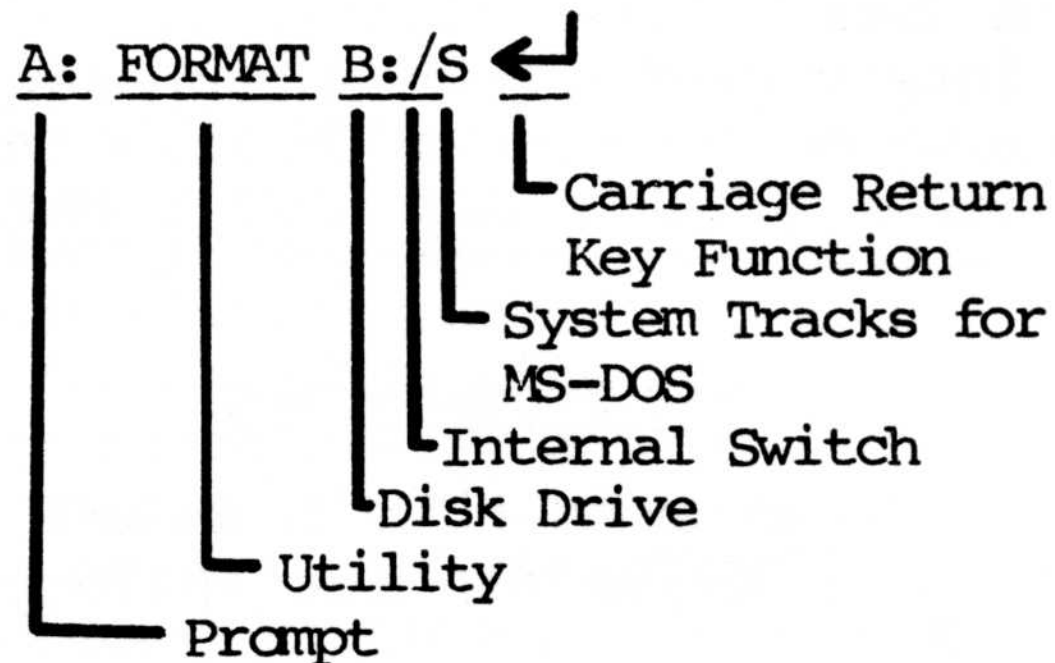 A: FORMAT B:/S
Carriage Return
Key Function
System Tracks for
MS-DOS
Internal Switch
Disk Drive
Utility
Prompt